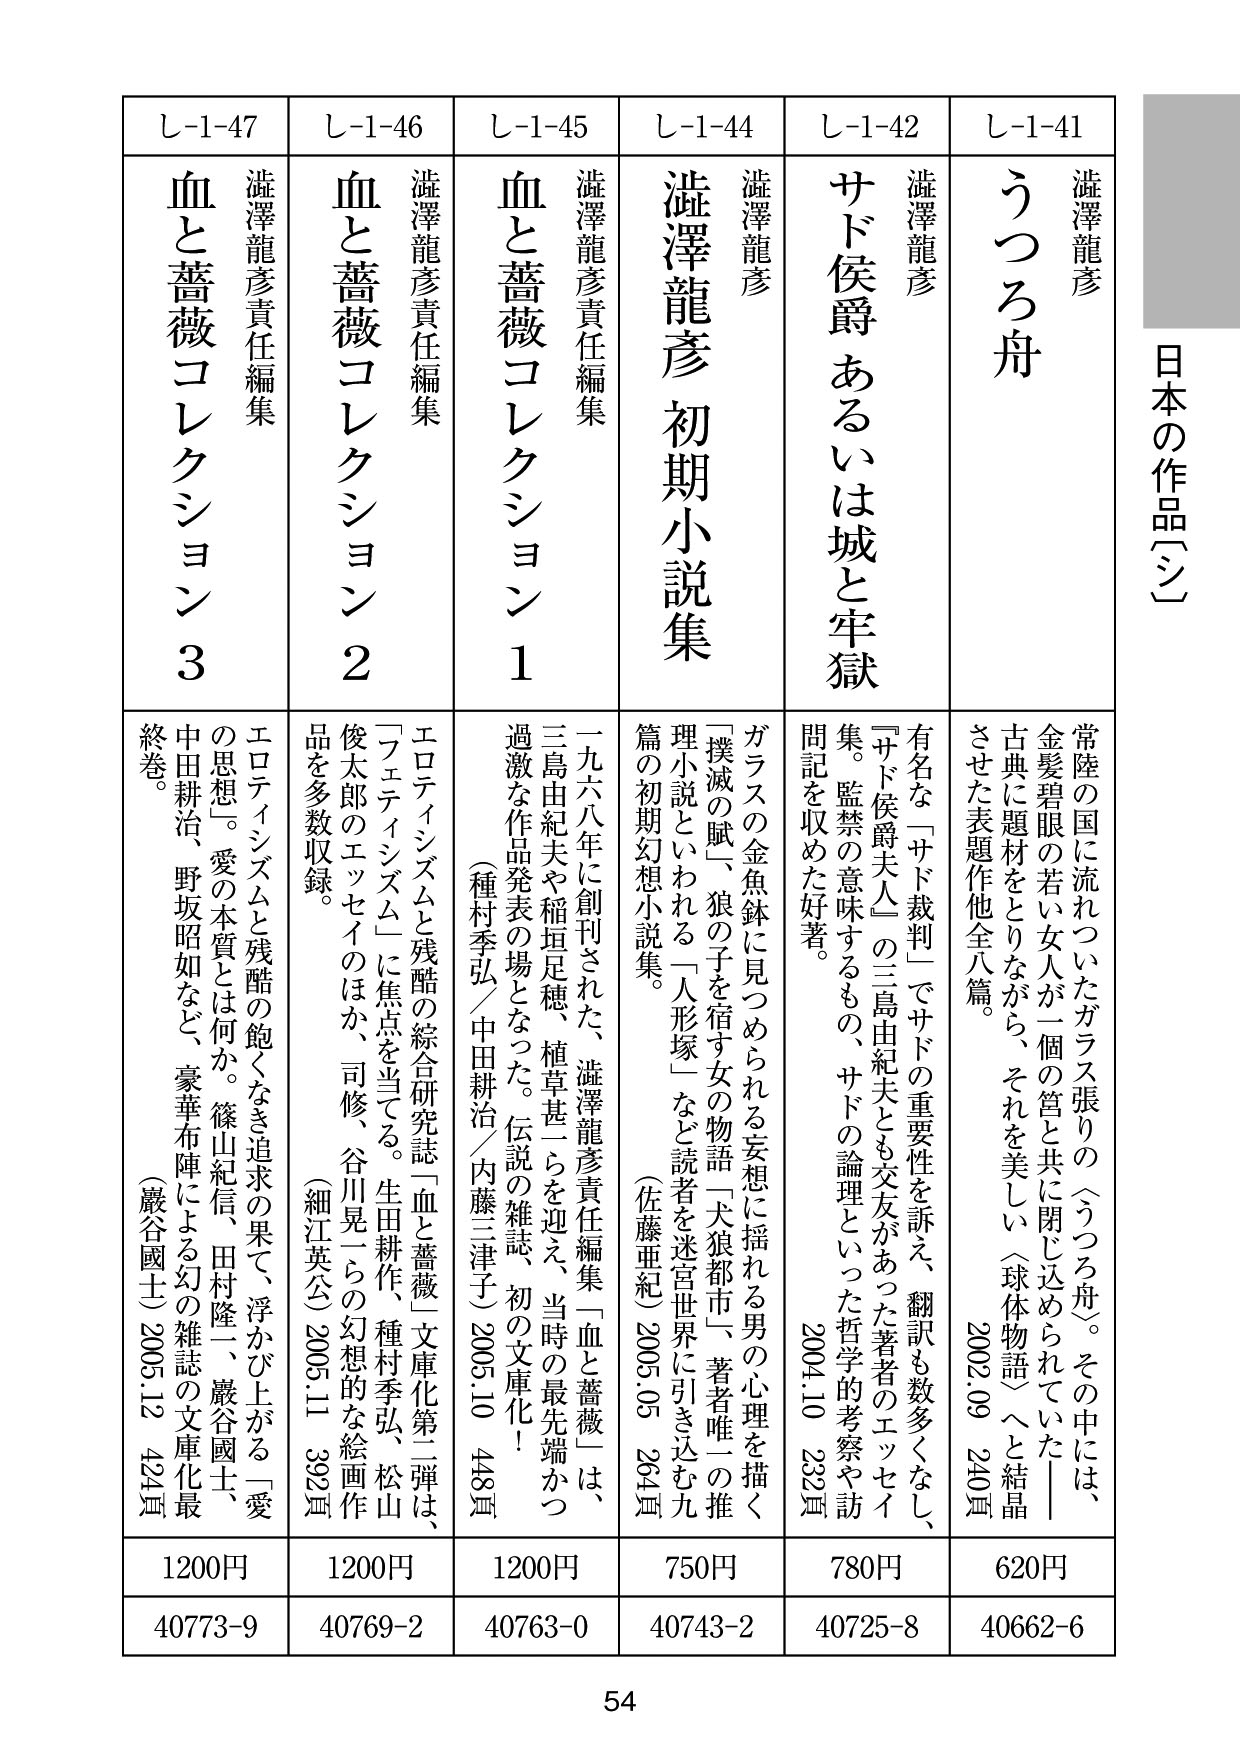 日本の作品〔シ〕
し-1-41
澁澤龍彥
うつろ舟
常陸の国に流れついたガラス張りの〈うつろ舟〉。その中には、
金髪碧眼の若い女人が一個の筥と共に閉じ込められていた――
古典に題材をとりながら、それを美しい〈球体物語〉へと結晶
させた表題作他全八篇。
2002.09 240頁
620円
40662-6
し-1-42
澁澤龍彥
サド侯爵 あるいは城と牢獄
有名な「サド裁判」でサドの重要性を訴え、翻訳も数多くなし、
『サド侯爵夫人』の三島由紀夫とも交友があった著者のエッセイ
集。監禁の意味するもの、サドの論理といった哲学的考察や訪
問記を収めた好著。
2004.10 232頁
780円
40725-8
し-1-44
澁澤龍彥
澁澤龍彥 初期小説集
ガラスの金魚鉢に見つめられる妄想に揺れる男の心理を描く
「撲滅の賦」、狼の子を宿す女の物語「犬狼都市」、著者唯一の推
理小説といわれる「人形塚」など読者を迷宮世界に引き込む九
篇の初期幻想小説集。
(佐藤亜紀) 2005.05 264頁
750円
40743-2
し-1-45
澁澤龍彥責任編集
血と薔薇コレクション 1
一九六八年に創刊された、澁澤龍彥責任編集「血と薔薇」は、
三島由紀夫や稲垣足穂、植草甚一らを迎え、当時の最先端かつ
過激な作品発表の場となった。伝説の雑誌、初の文庫化!
(種村季弘/中田耕治/内藤三津子) 2005.10 448頁
1200円
40763-0
し-1-46
澁澤龍彥責任編集
血と薔薇コレクション 2
エロティシズムと残酷の綜合研究誌「血と薔薇」文庫化第二弾は、
「フェティシズム」に焦点を当てる。生田耕作、種村季弘、松山
俊太郎のエッセイのほか、司修、谷川晃一らの幻想的な絵画作
品を多数収録。
(細江英公) 2005.11 392頁
1200円
40769-2
し-1-47
澁澤龍彥責任編集
血と薔薇コレクション 3
エロティシズムと残酷の飽くなき追求の果て、浮かび上がる「愛
の思想」。愛の本質とは何か。篠山紀信、田村隆一、巖谷國士、
中田耕治、野坂昭如など、豪華布陣による幻の雑誌の文庫化最
終巻。
(巖谷國士) 2005.12 424頁
1200円
40773-9
54